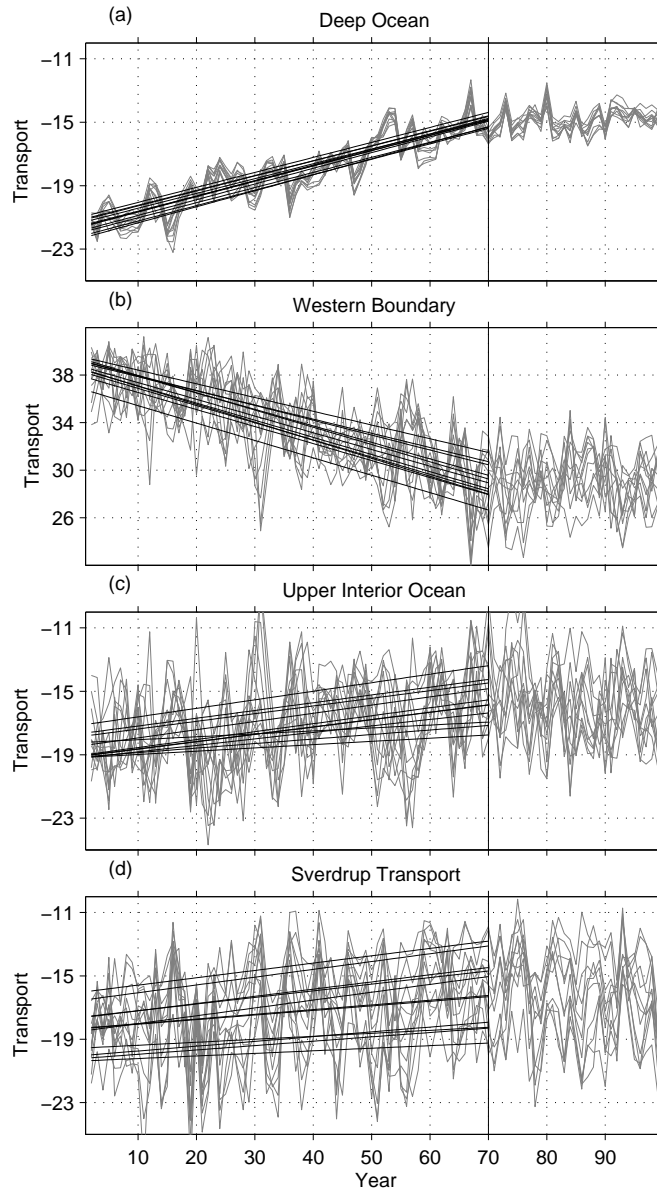 (a)
Deep Ocean
−11
−15
−19
−23
Transport
(b)
Western Boundary
38
34
30
26
Transport
(c)
Upper Interior Ocean
−11
−15
−19
−23
Transport
(d)
Sverdrup Transport
−11
−15
−19
−23
Transport
10 20 30 40 50 60 70 80 90
Year